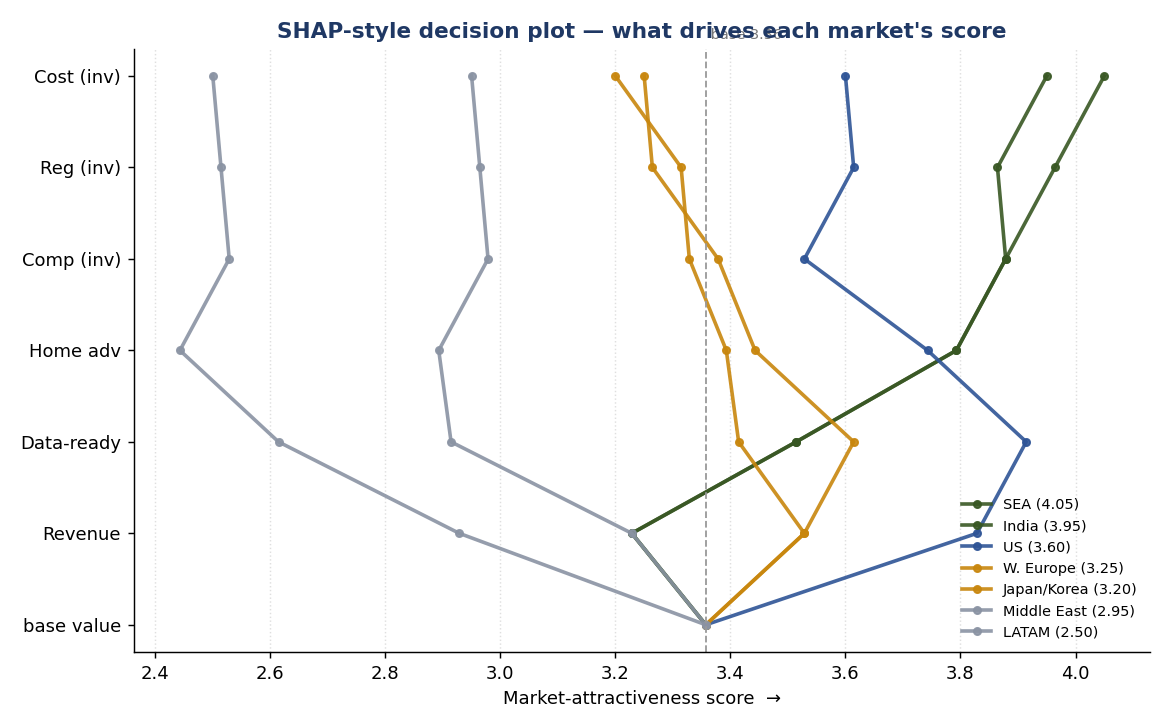 SHAP-style decision plot — what drives each market's score
Cost (inv)
Reg (inv)
Comp (inv)
Home adv
Data-ready
Revenue
base value
SEA (4.05)
India (3.95)
US (3.60)
W. Europe (3.25)
Japan/Korea (3.20)
Middle East (2.95)
LATAM (2.50)
2.4 2.6 2.8 3.0 3.2 3.4 3.6 3.8 4.0
Market-attractiveness score →